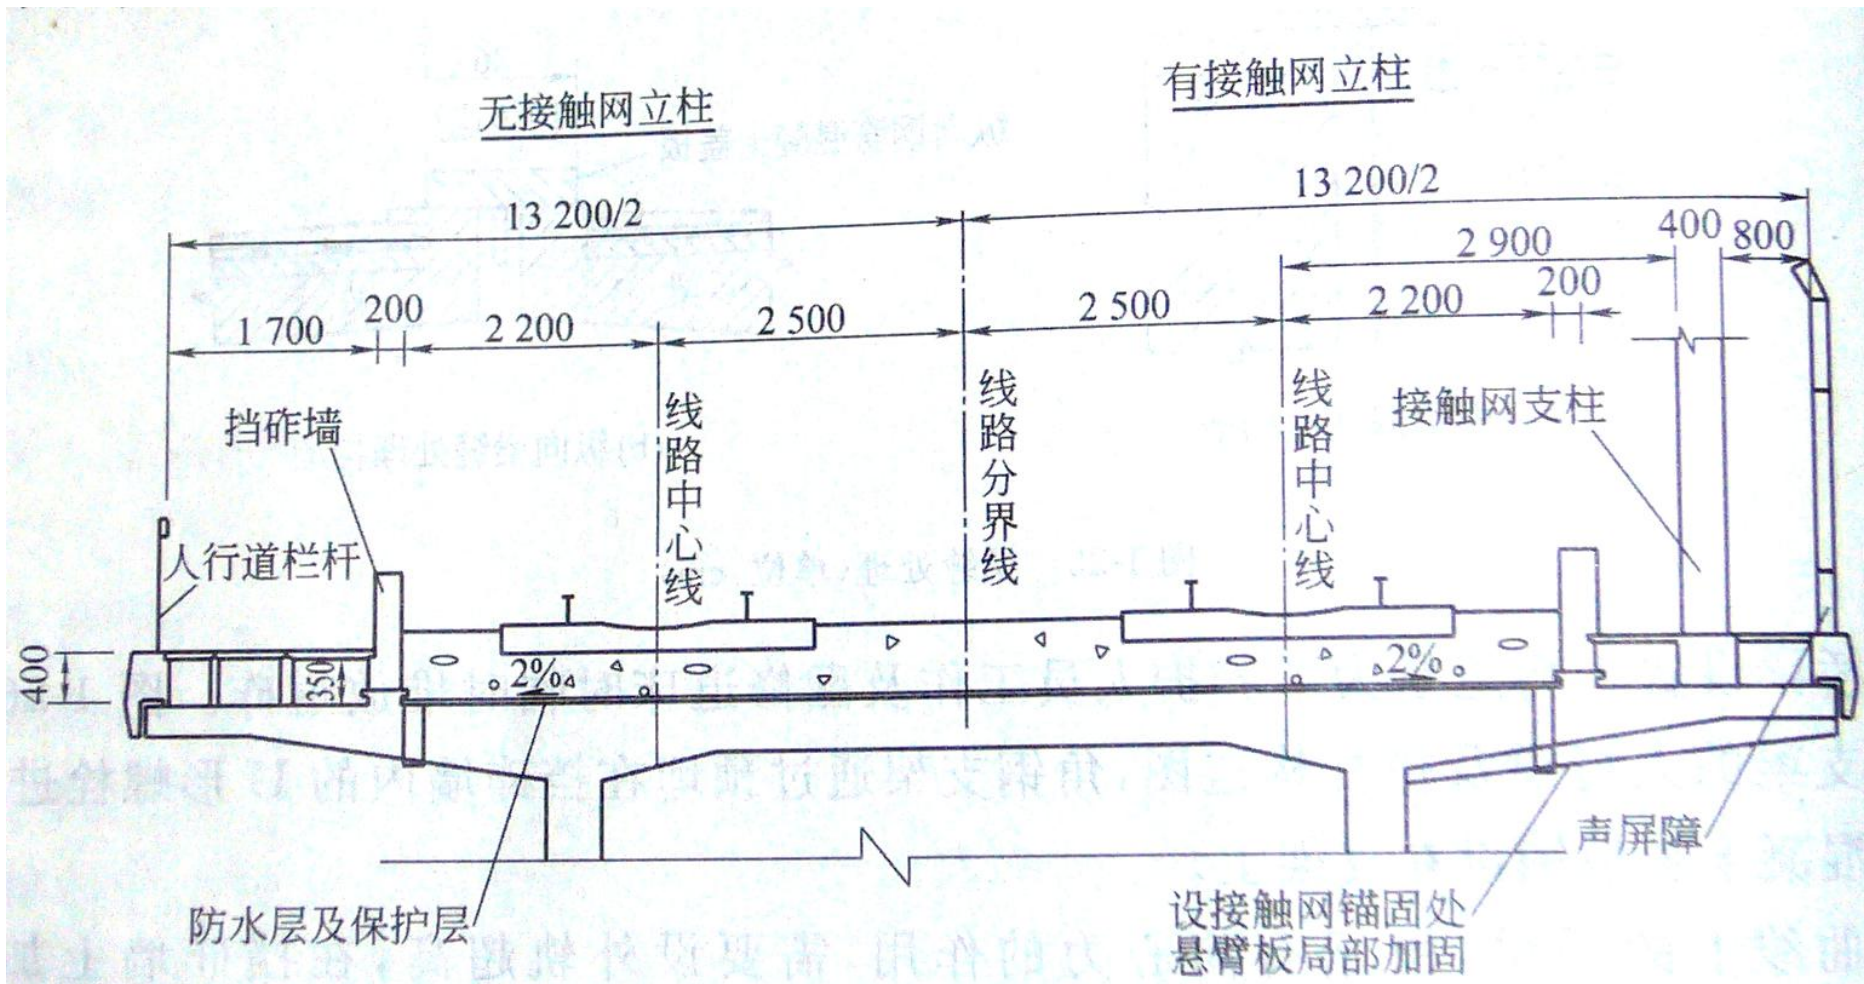 无接触网立柱
有接触网立柱
13 200/2
13 200/2
2 900
400
800
1 700
200
2 200
2 500
2 500
2 200
200
挡砟墙
线路中心线
线路分界线
线路中心线
接触网支柱
人行道栏杆
400
350
2%
2%
防水层及保护层
声屏障
设接触网锚固处
悬臂板局部加固